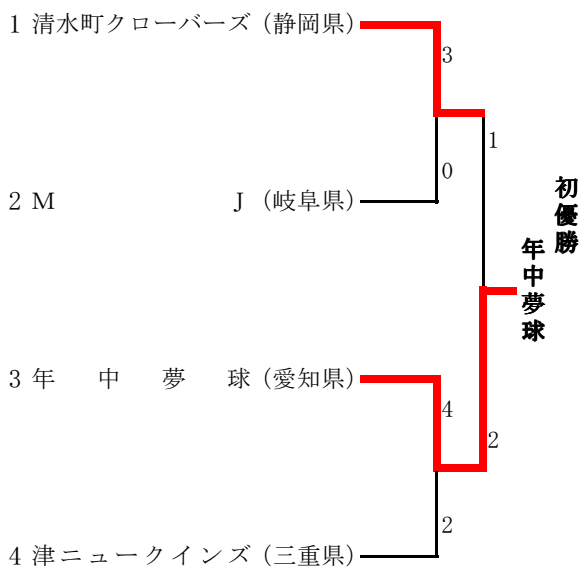 1 清水町クローバーズ (静岡県)
3
1
0
2 M J (岐阜県)
初優勝
年中夢球
3 年中夢球 (愛知県)
4
2
2
4 津ニュークインズ (三重県)